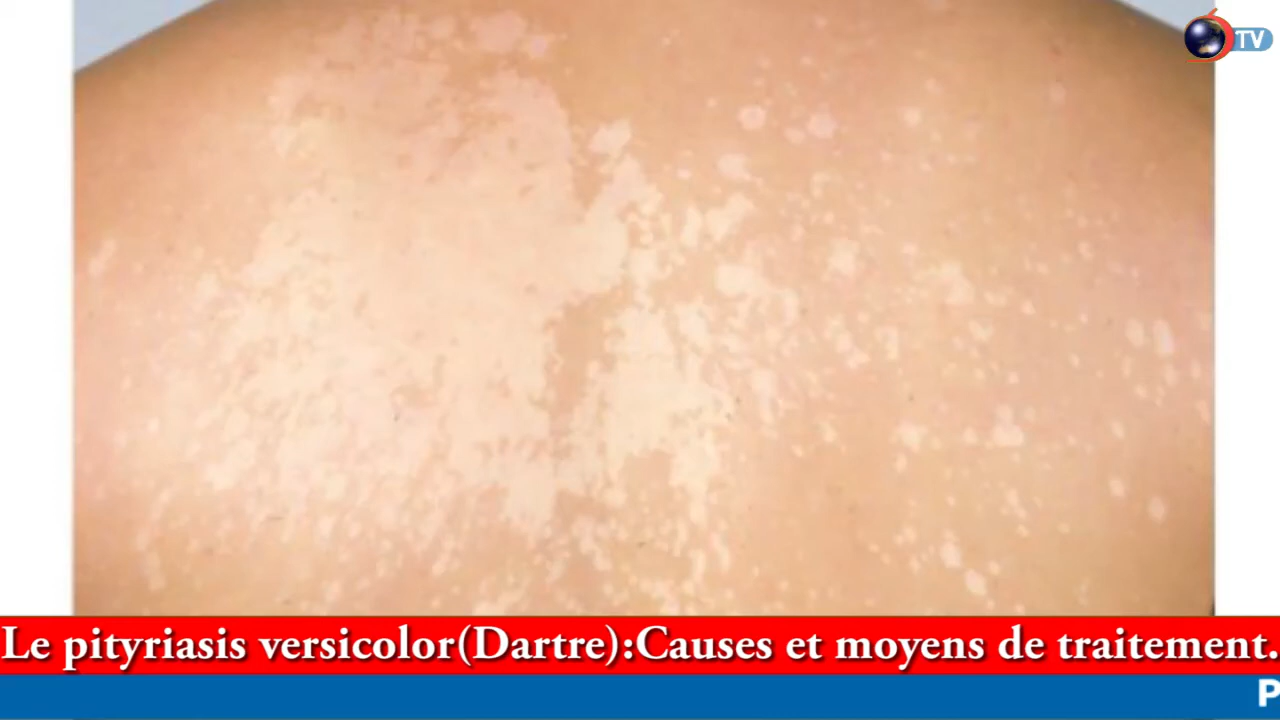 TV
Le pityriasis versicolor(Dartre):Causes et moyens de traitement.
P